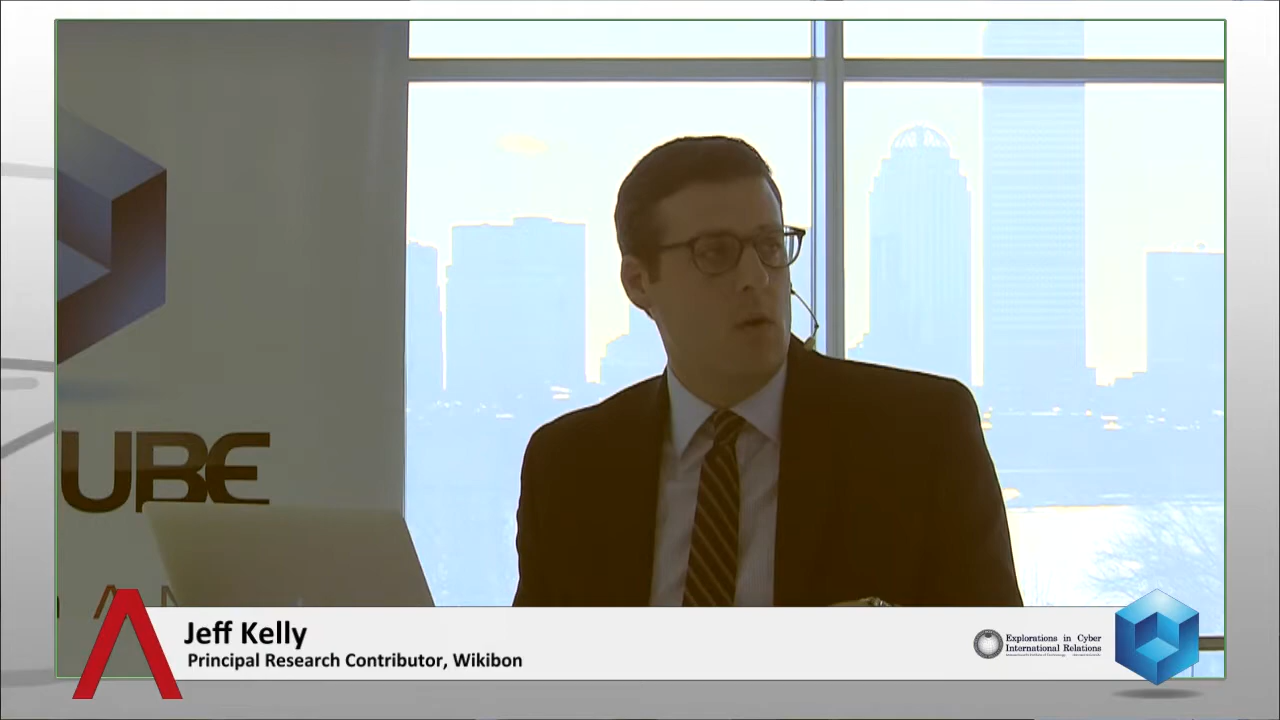 UBE
Jeff Kelly
Principal Research Contributor, Wikibon
Explorations in Cyber
International Relations